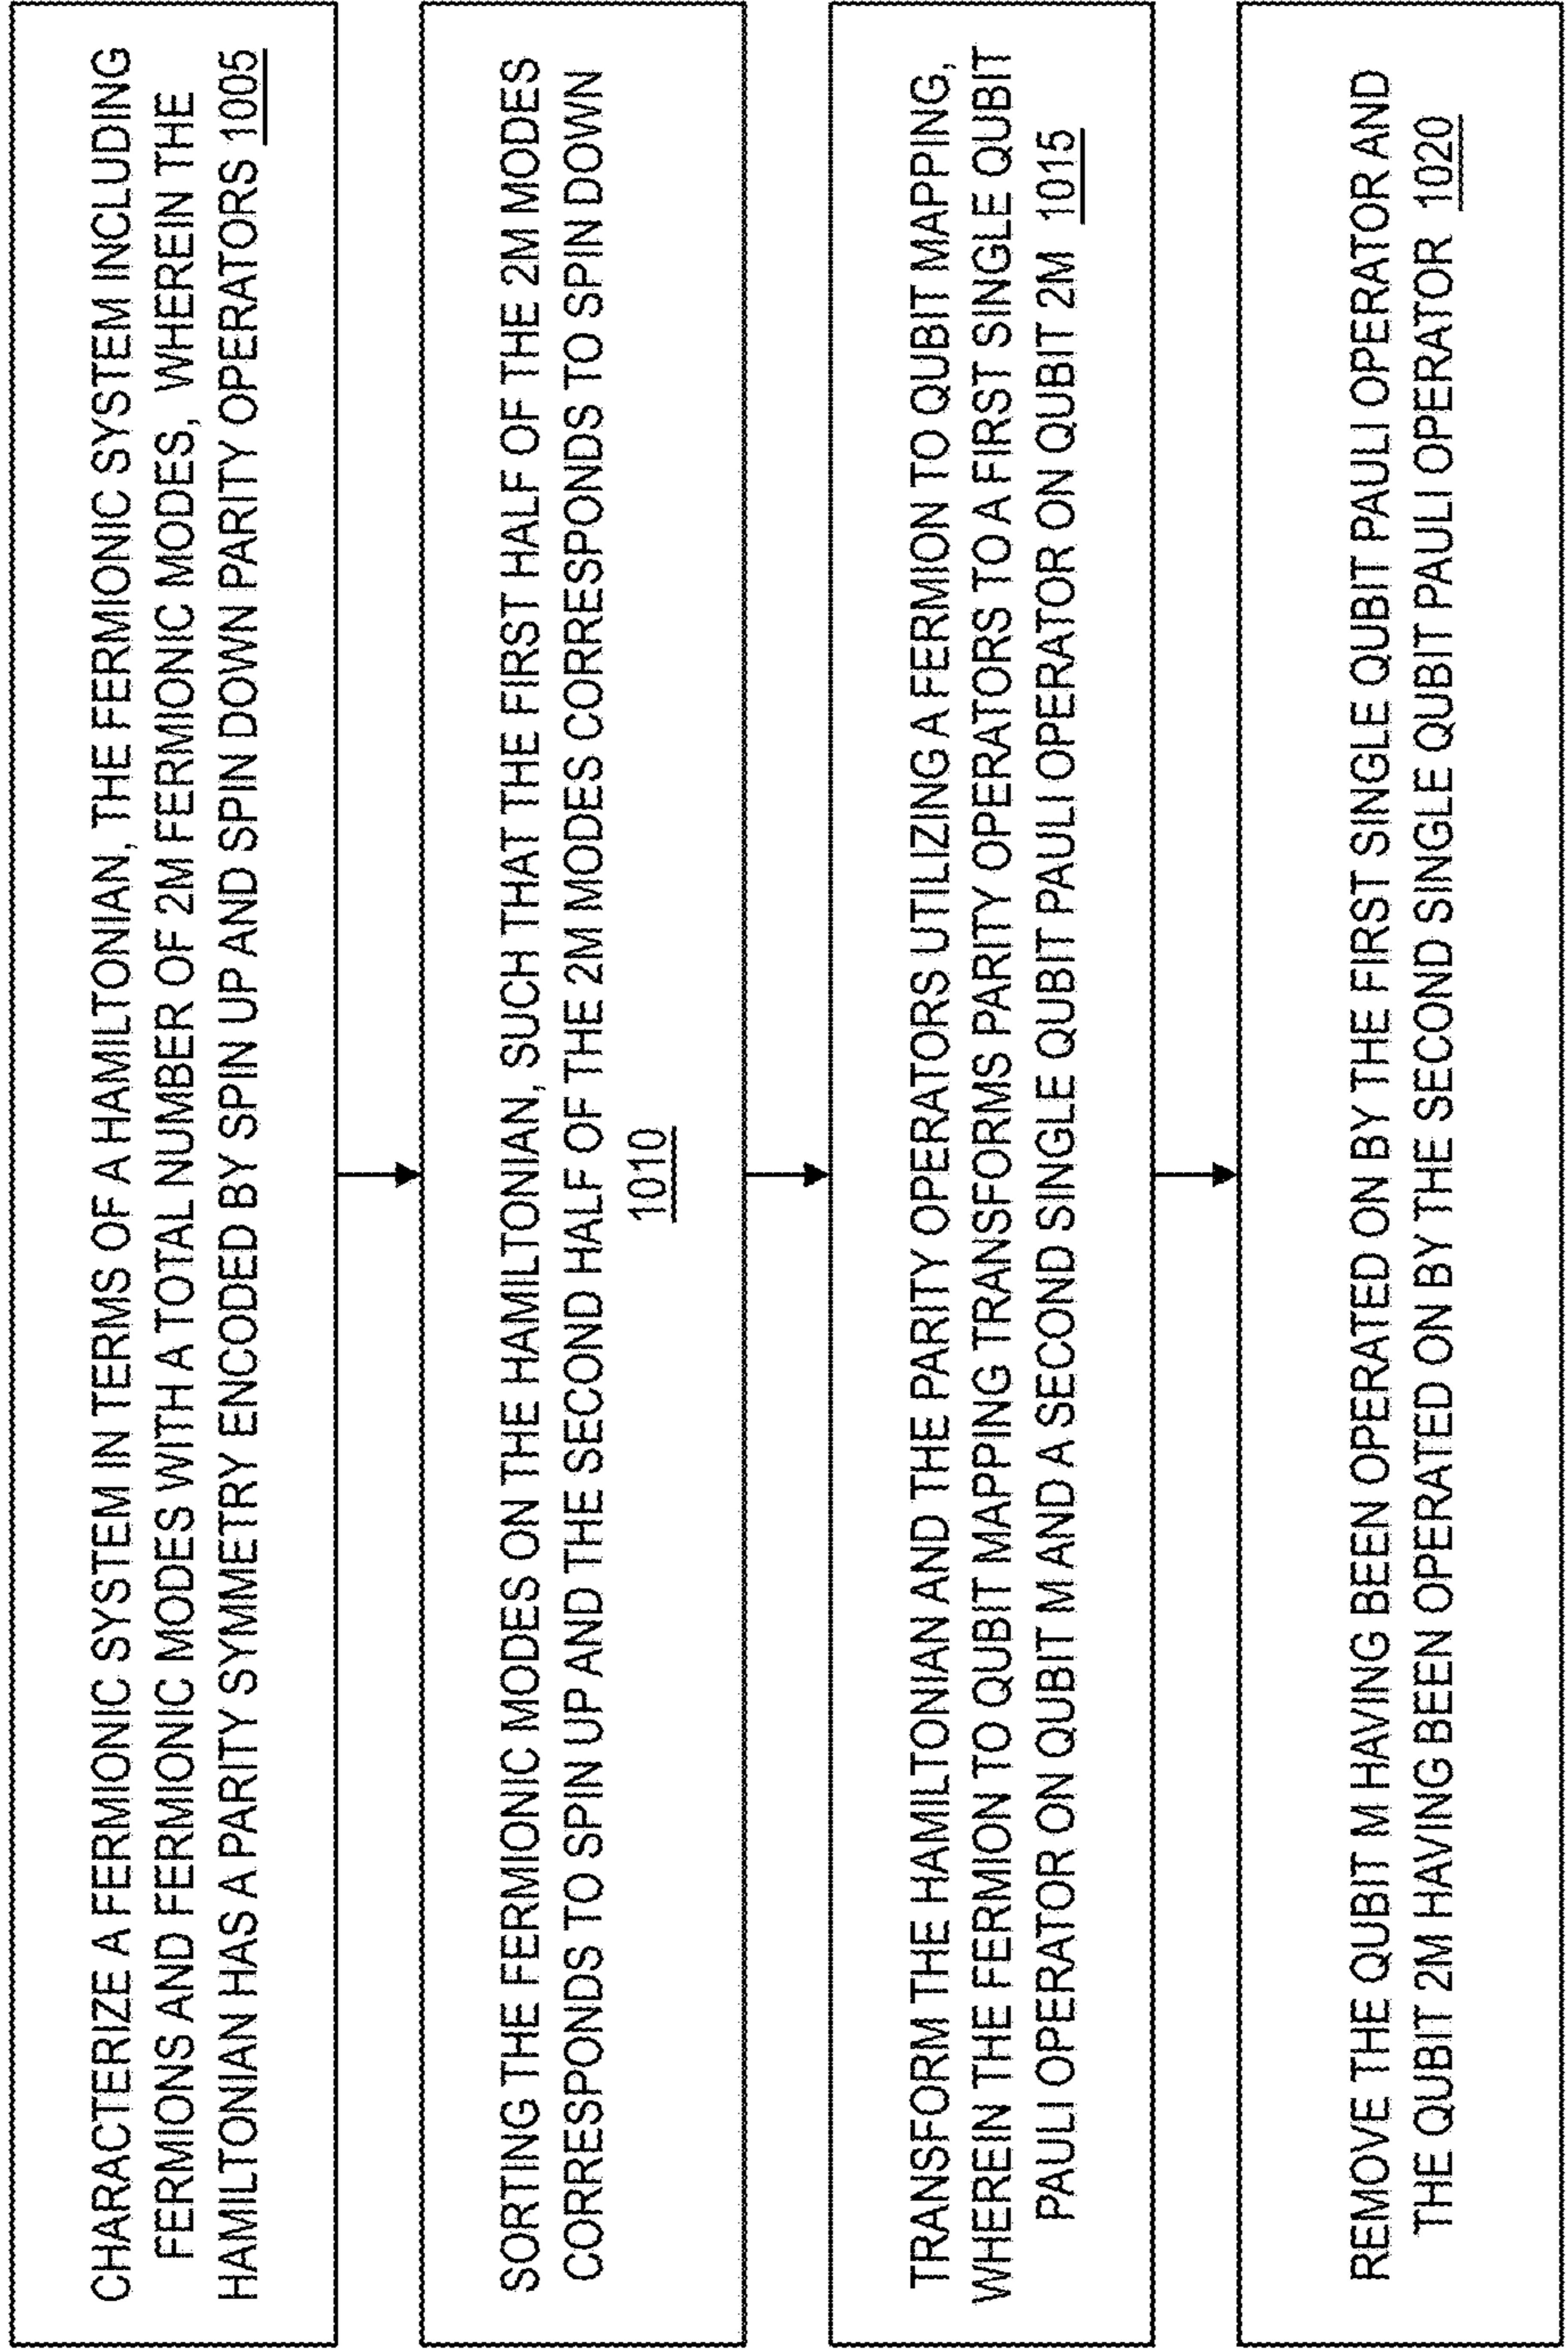 CHARACTERIZE A FERMIONIC SYSTEM IN TERMS OF A HAMILTONIAN, THE FERMIONIC SYSTEM INCLUDING
FERMIONS AND FERMIONIC MODES WITH A TOTAL NUMBER OF 2M FERMIONIC MODES, WHEREIN THE
HAMILTONIAN HAS A PARITY SYMMETRY ENCODED BY SPIN UP AND SPIN DOWN PARITY OPERATORS 1005
SORTING THE FERMIONIC MODES ON THE HAMILTONIAN, SUCH THAT THE FIRST HALF OF THE 2M MODES
CORRESPONDS TO SPIN UP AND THE SECOND HALF OF THE 2M MODES CORRESPONDS TO SPIN DOWN
1010
TRANSFORM THE HAMILTONIAN AND THE PARITY OPERATORS UTILIZING A FERMION TO QUBIT MAPPING,
WHEREIN THE FERMION TO QUBIT MAPPING TRANSFORMS PARITY OPERATORS TO A FIRST SINGLE QUBIT
PAULI OPERATOR ON QUBIT M AND A SECOND SINGLE QUBIT PAULI OPERATOR ON QUBIT 2M 1015
REMOVE THE QUBIT M HAVING BEEN OPERATED ON BY THE FIRST SINGLE QUBIT PAULI OPERATOR AND
THE QUBIT 2M HAVING BEEN OPERATED ON BY THE SECOND SINGLE QUBIT PAULI OPERATOR 1020